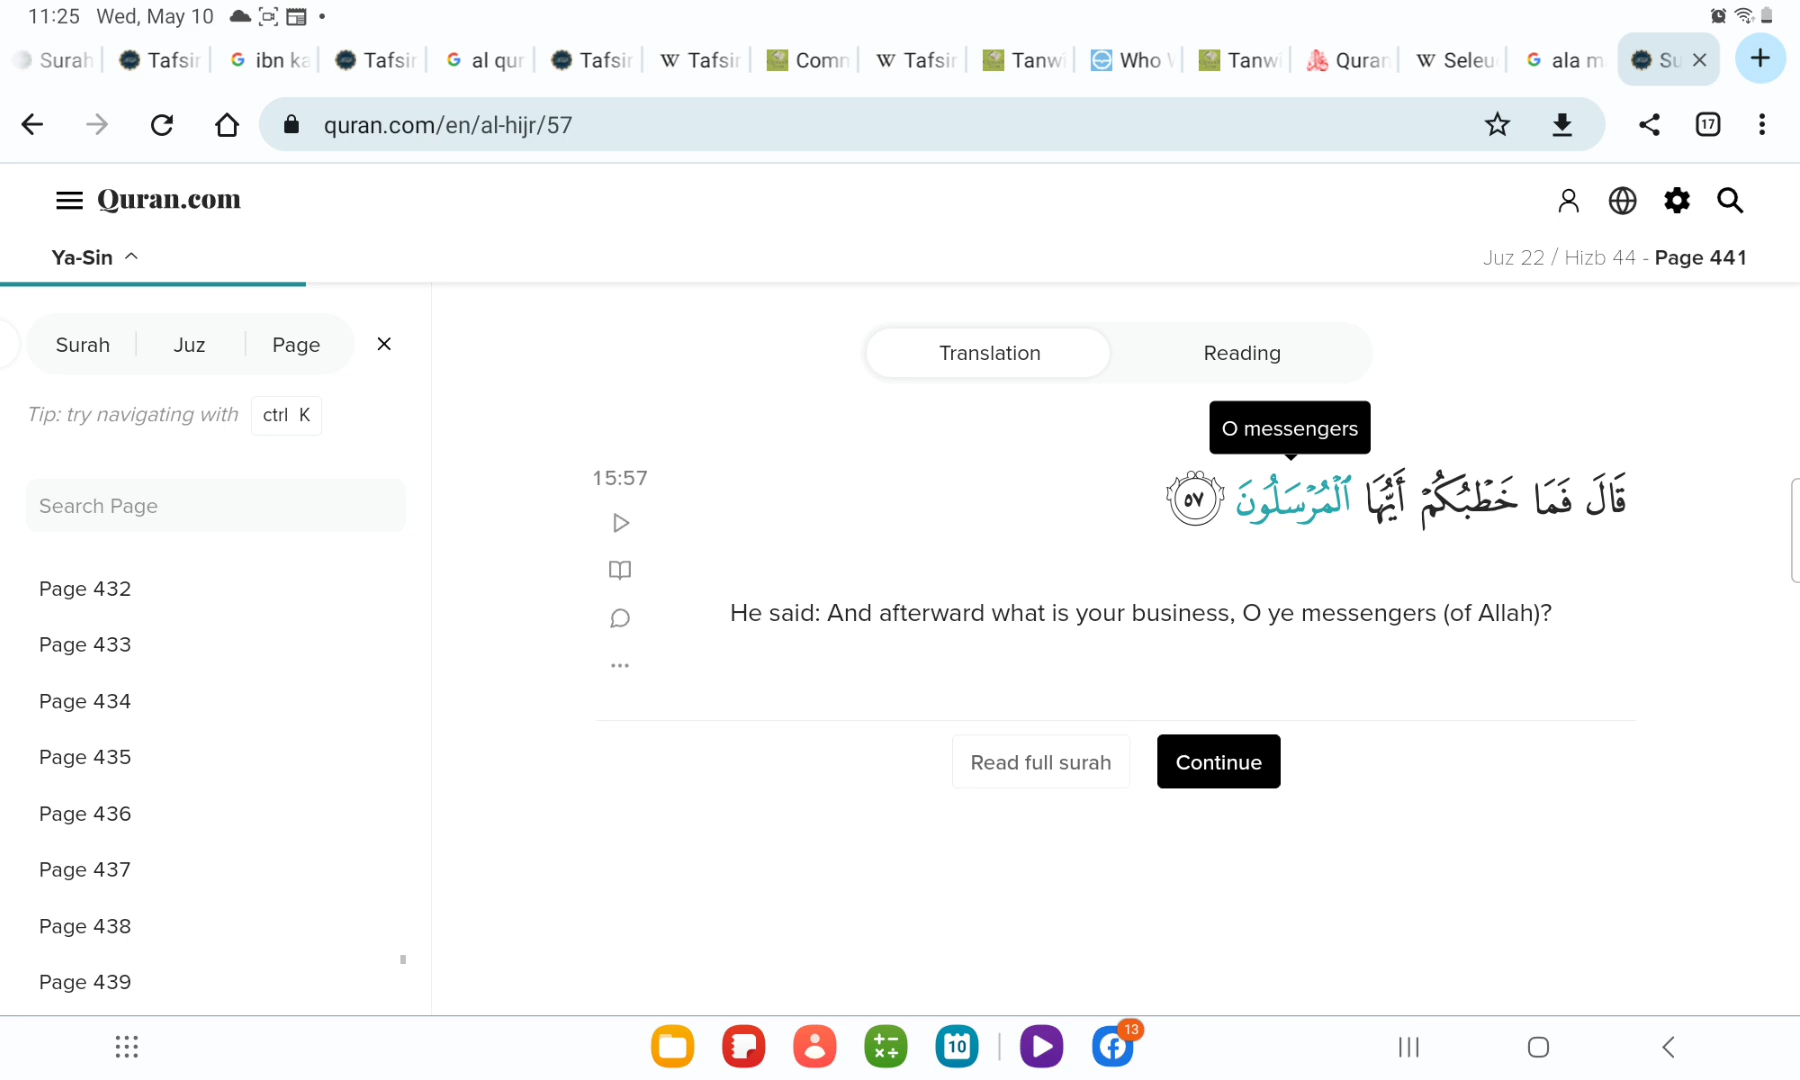 11:25 Wed, May 10
Surah Tafsir ibn ka Tafsir al qur Tafsir Tafsir Comn Tafsir Tanwi Who Tanwi Quran Seleu ala m Su
quran.com/en/al-hijr/57 17
Quran.com
Ya-Sin Juz 22 / Hizb 44 - Page 441
Surah Juz Page
Translation Reading
Tip: try navigating with ctrl K
O messengers
15:57
قَالَ فَمَا خَطْبُكُمْ أَيُّهَا ٱلْمُرْسَلُونَ ٥٧
Search Page
Page 432
He said: And afterward what is your business, O ye messengers (of Allah)?
Page 433
Page 434
Page 435
Read full surah Continue
Page 436
Page 437
Page 438
Page 439
10 13